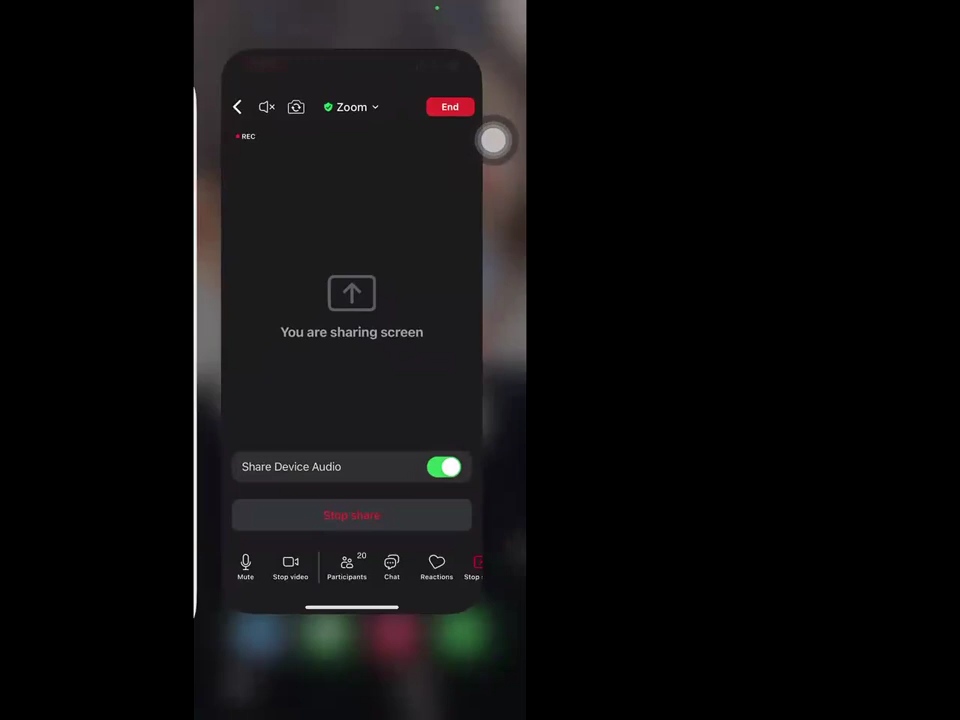 Zoom
End
REC
You are sharing screen
Share Device Audio
Stop share
20
Mute
Stop video
Participants
Chat
Reactions
Stop